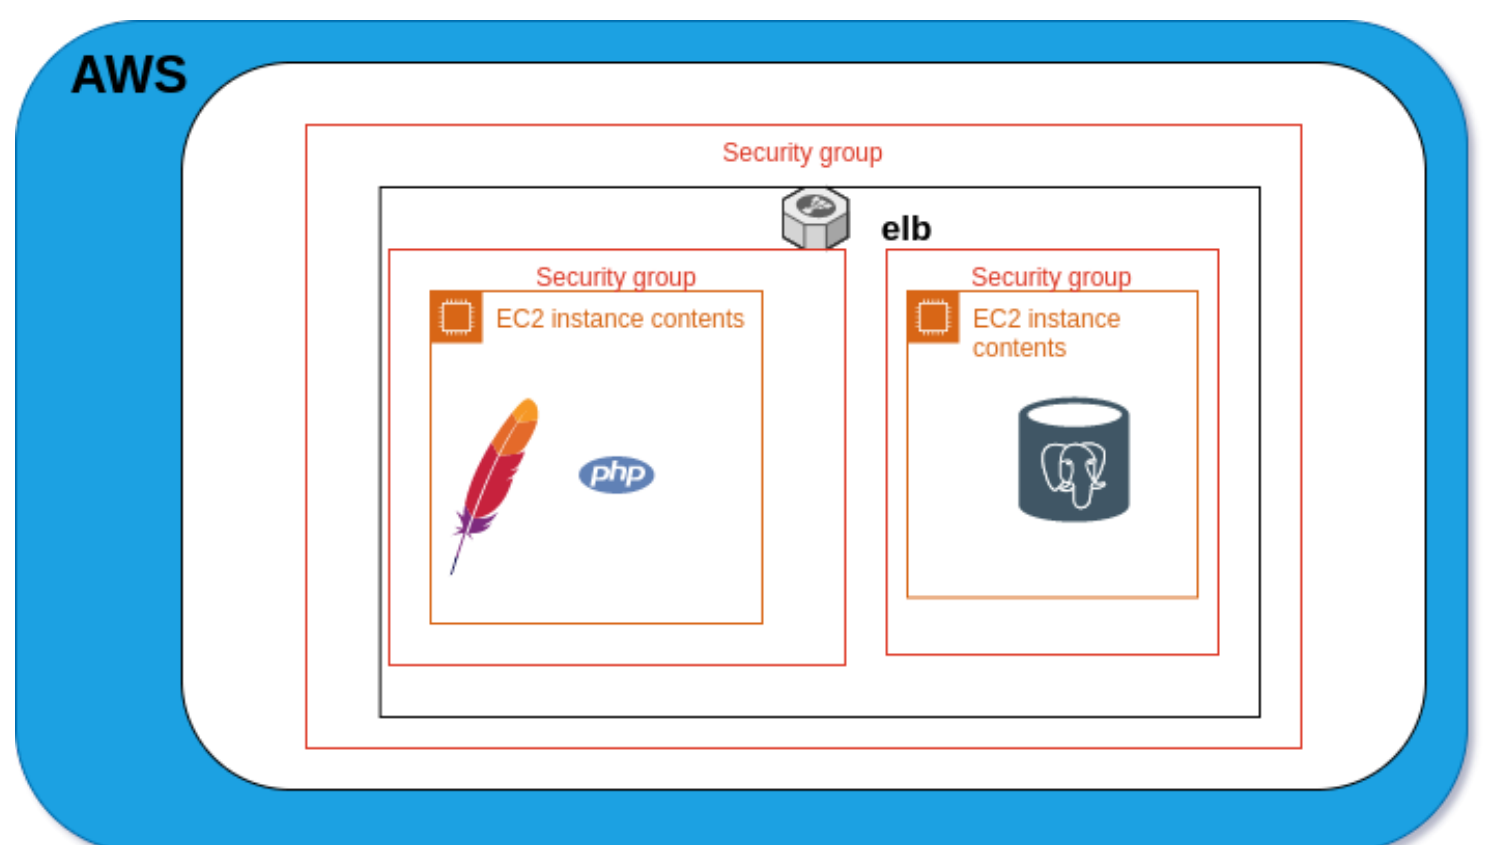 AWS
Security group
elb
Security group
EC2 instance contents
php
Security group
EC2 instance
contents